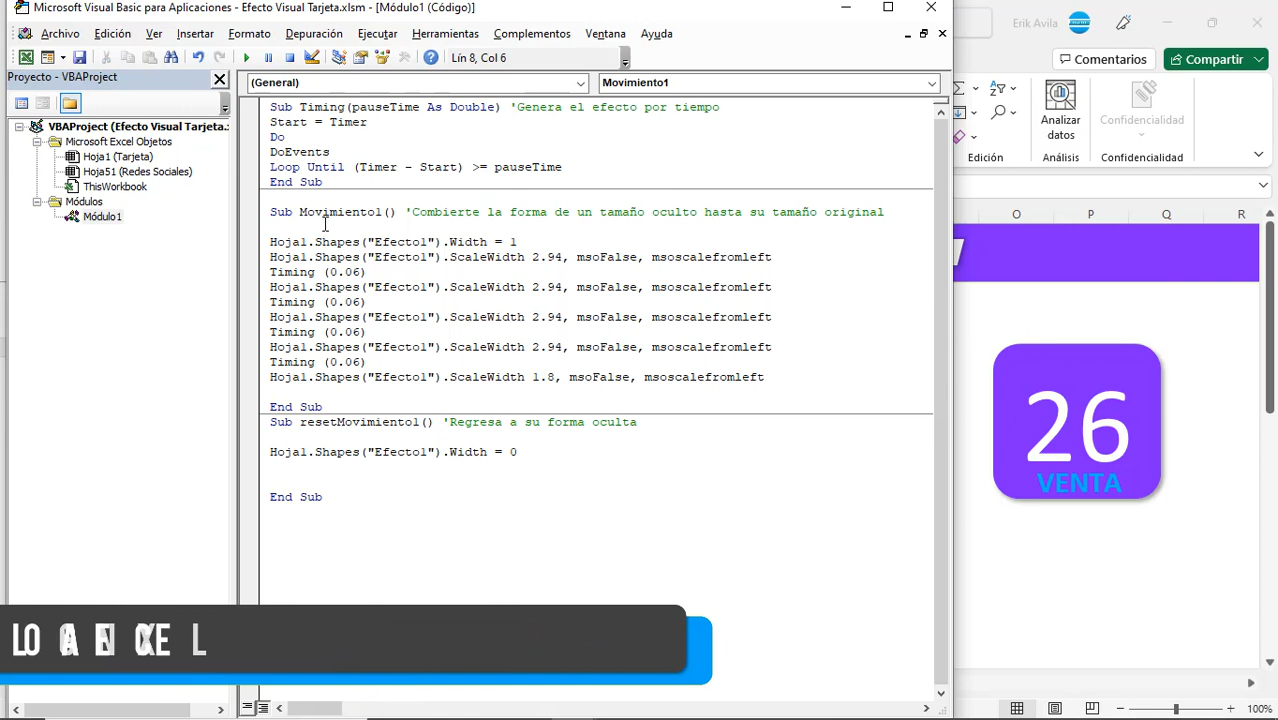 Microsoft Visual Basic para Aplicaciones - Efecto Visual Tarjeta.xlsm - [Módulo1 (Código)]
Archivo Edición Ver Insertar Formato Depuración Ejecutar Herramientas Complementos Ventana Ayuda
Lín 8, Col 6
Proyecto - VBAProject
(General)
Movimiento1
VBAProject (Efecto Visual Tarjeta.
Microsoft Excel Objetos
Hoja1 (Tarjeta)
Hoja51 (Redes Sociales)
ThisWorkbook
Módulos
Módulo1
Sub Timing(pauseTime As Double) 'Genera el efecto por tiempo
Start = Timer
Do
DoEvents
Loop Until (Timer - Start) >= pauseTime
End Sub
Sub Movimiento1() 'Combierte la forma de un tamaño oculto hasta su tamaño original
Hoja1.Shapes("Efecto1").Width = 1
Hoja1.Shapes("Efecto1").ScaleWidth 2.94, msoFalse, msoscalefromleft
Timing (0.06)
Hoja1.Shapes("Efecto1").ScaleWidth 2.94, msoFalse, msoscalefromleft
Timing (0.06)
Hoja1.Shapes("Efecto1").ScaleWidth 2.94, msoFalse, msoscalefromleft
Timing (0.06)
Hoja1.Shapes("Efecto1").ScaleWidth 2.94, msoFalse, msoscalefromleft
Timing (0.06)
Hoja1.Shapes("Efecto1").ScaleWidth 1.8, msoFalse, msoscalefromleft
End Sub
Sub resetMovimiento1() 'Regresa a su forma oculta
Hoja1.Shapes("Efecto1").Width = 0
End Sub
Erik Avila
Comentarios
Compartir
Analizar datos
Confidencialidad
Edición
Análisis
Confidencialidad
O P Q R
26
VENTA
100%